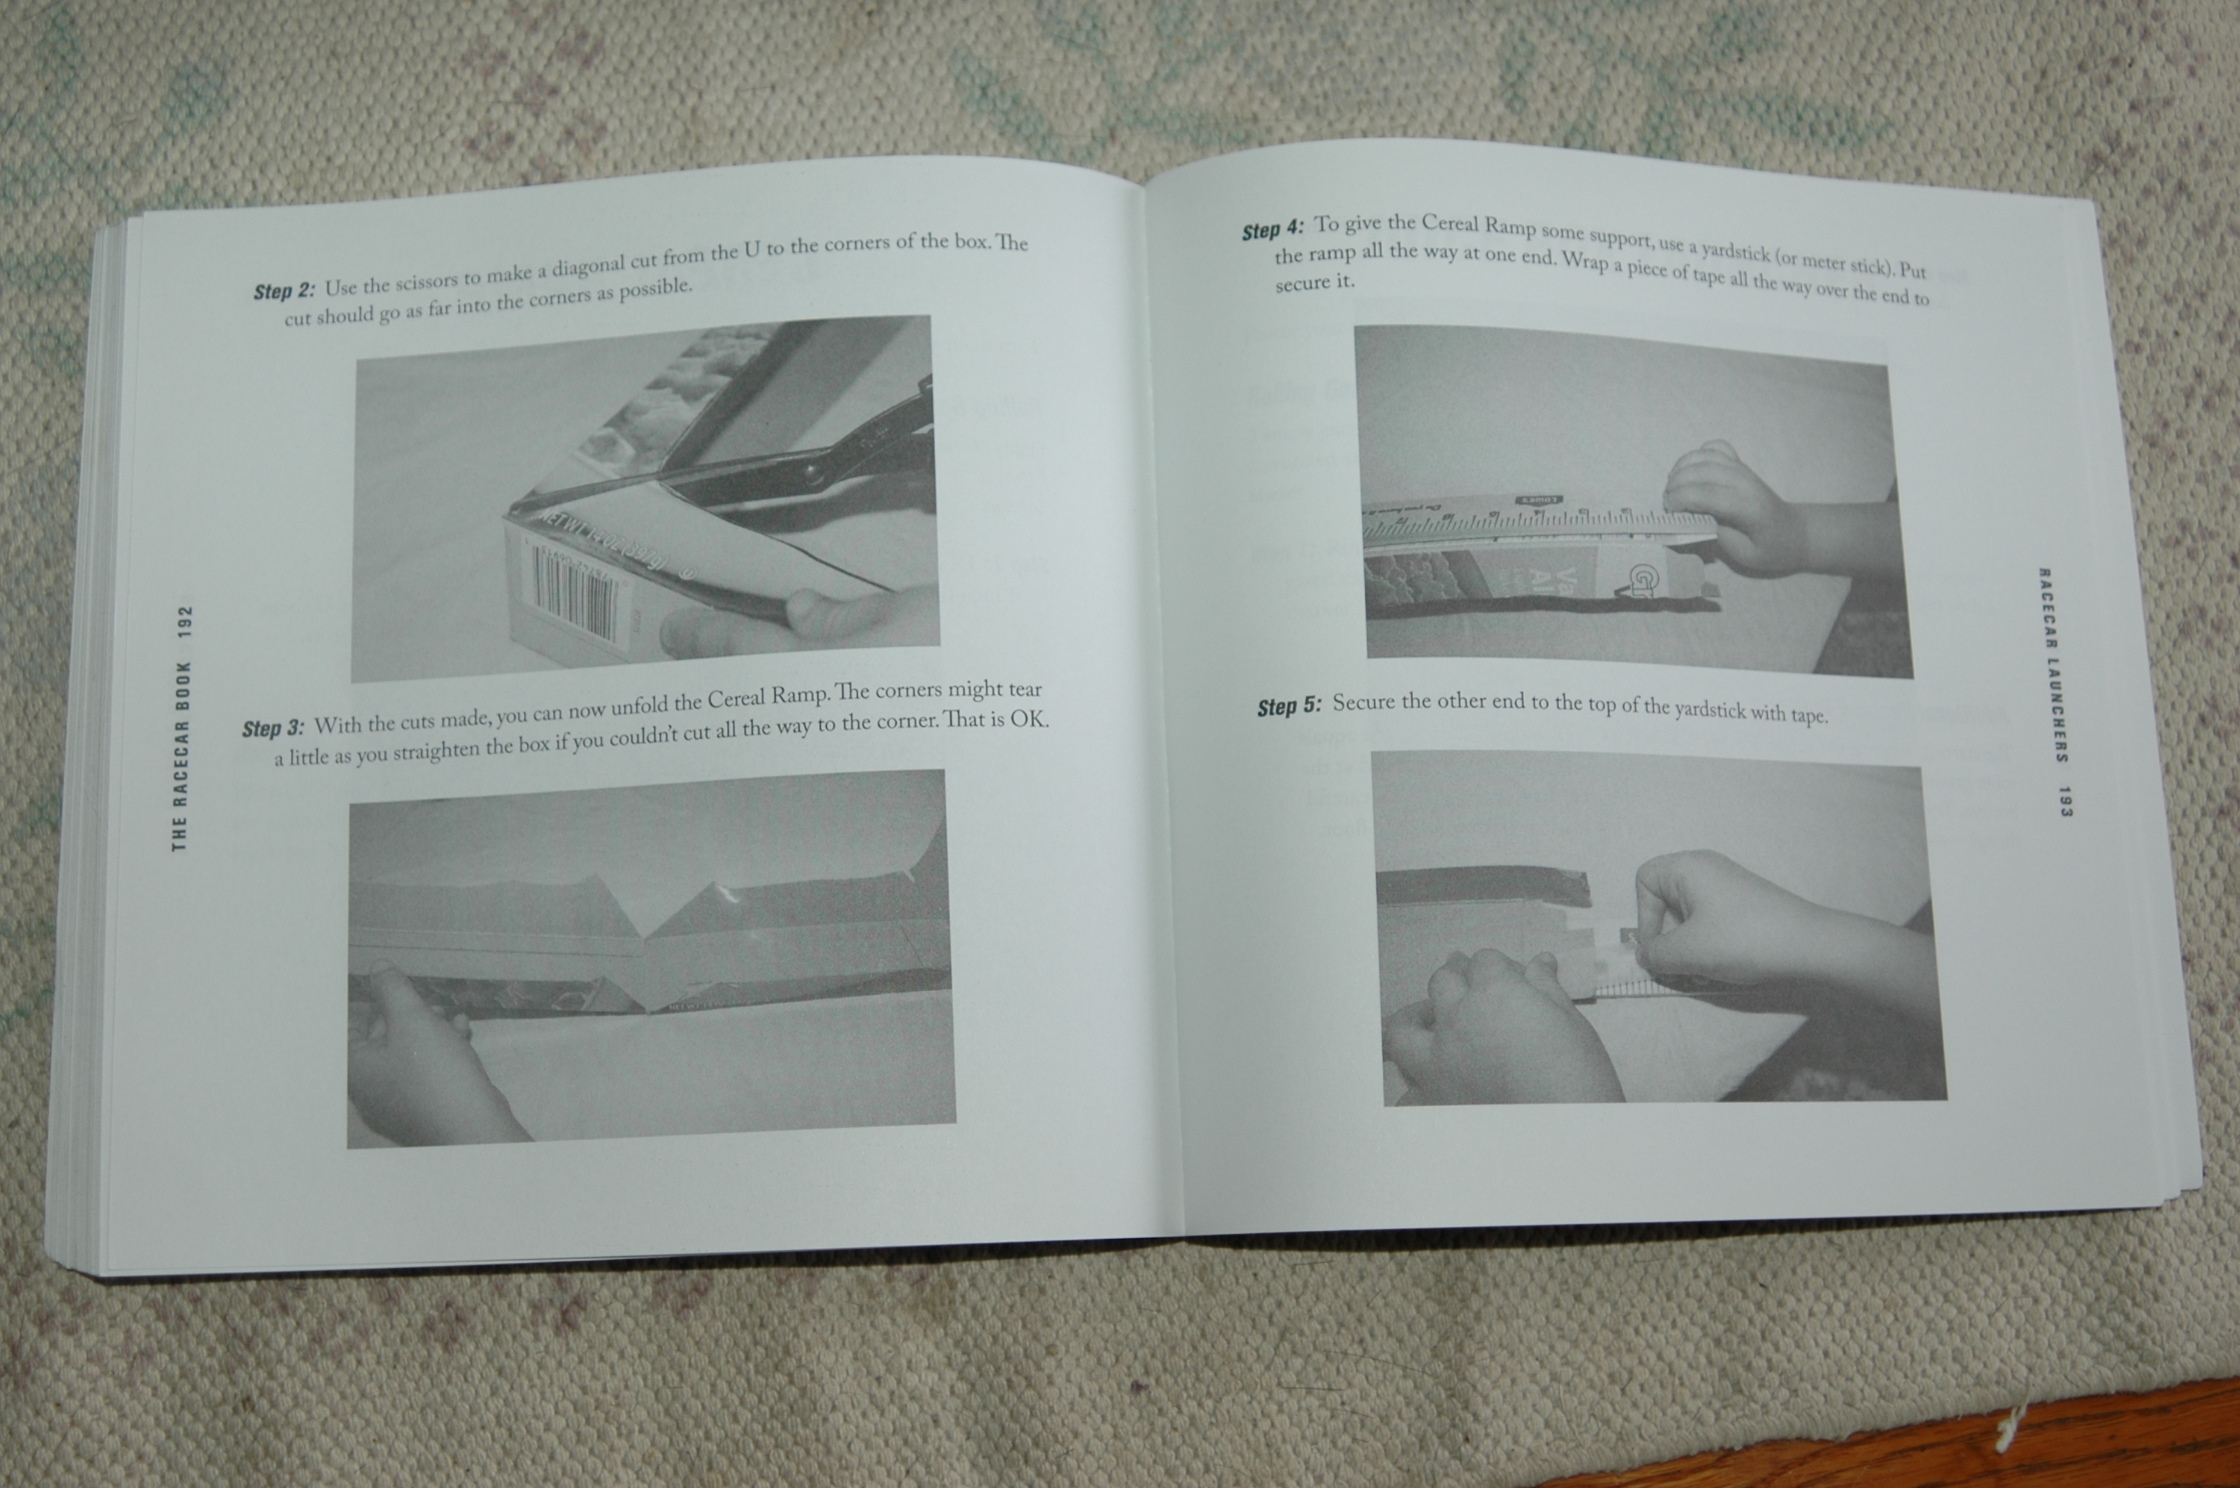 THE RACECAR BOOK 192
Step 2: Use the scissors to make a diagonal cut from the U to the corners of the box. The
cut should go as far into the corners as possible.
NET WT 14 OZ
Step 3: With the cuts made, you can now unfold the Cereal Ramp. The corners might tear
a little as you straighten the box if you couldn't cut all the way to the corner. That is OK.
Step 4: To give the Cereal Ramp some support, use a yardstick (or meter stick). Put
the ramp all the way at one end. Wrap a piece of tape all the way over the end to
secure it.
Va
Al
Step 5: Secure the other end to the top of the yardstick with tape.
RACECAR LAUNCHERS 193